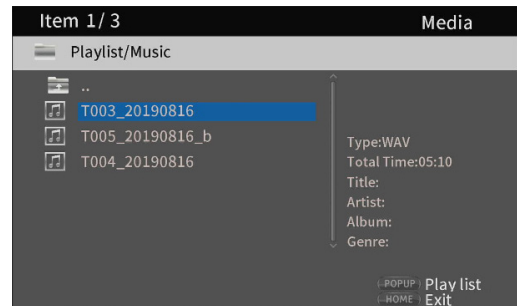 Item 1/3
Media
Playlist/Music
..
T003_20190816
T005_20190816_b
T004_20190816
Type:WAV
Total Time:05:10
Title:
Artist:
Album:
Genre:
POPUP Play list
HOME Exit